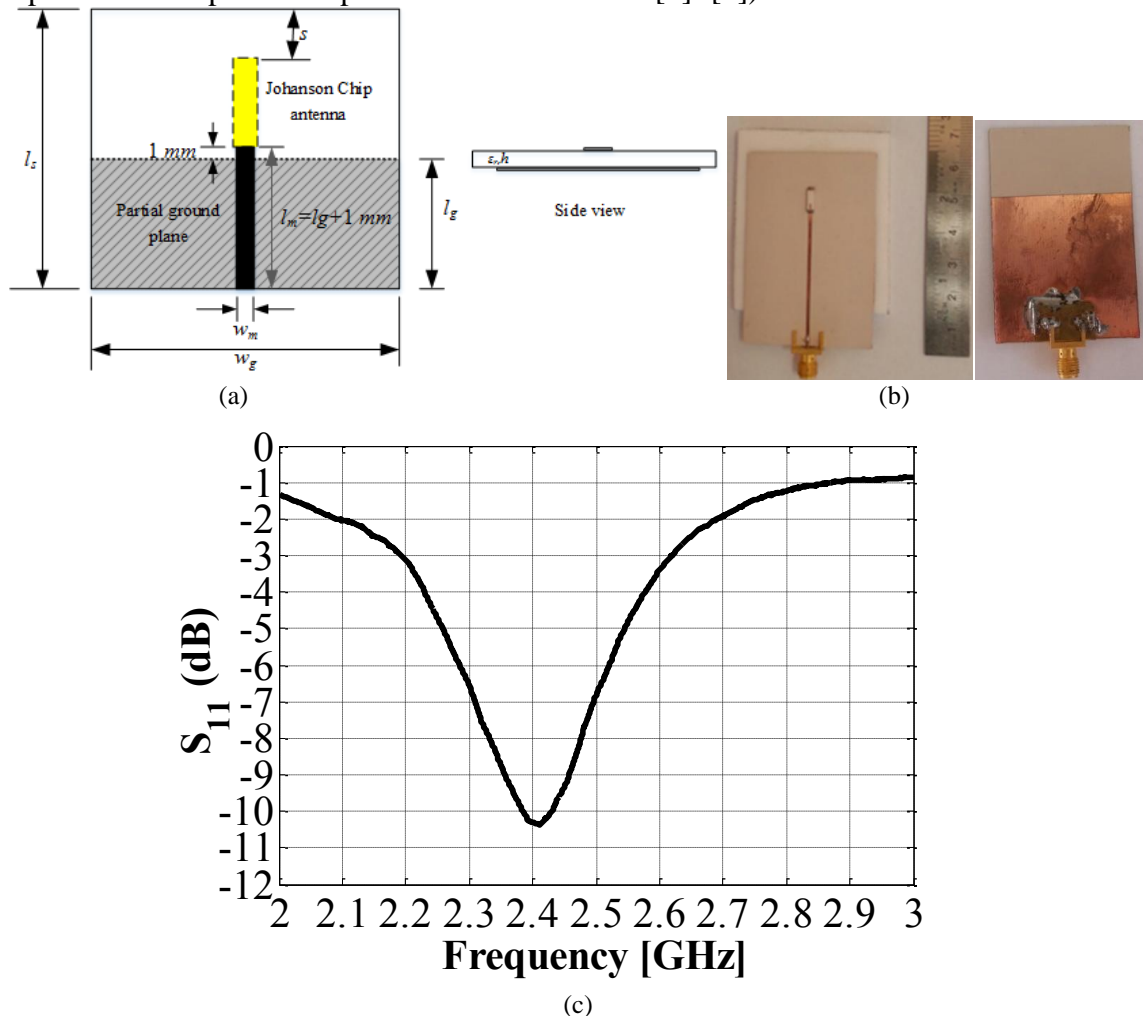 s
Johanson Chip
antenna
1 mm
l_s
Partial ground
plane
l_m=lg+1 mm
l_g
w_m
w_g
ε_r,h
Side view
(a)
(b)
0
-1
-2
-3
-4
-5
-6
-7
-8
-9
-10
-11
-12
S_11 (dB)
2 2.1 2.2 2.3 2.4 2.5 2.6 2.7 2.8 2.9 3
Frequency [GHz]
(c)